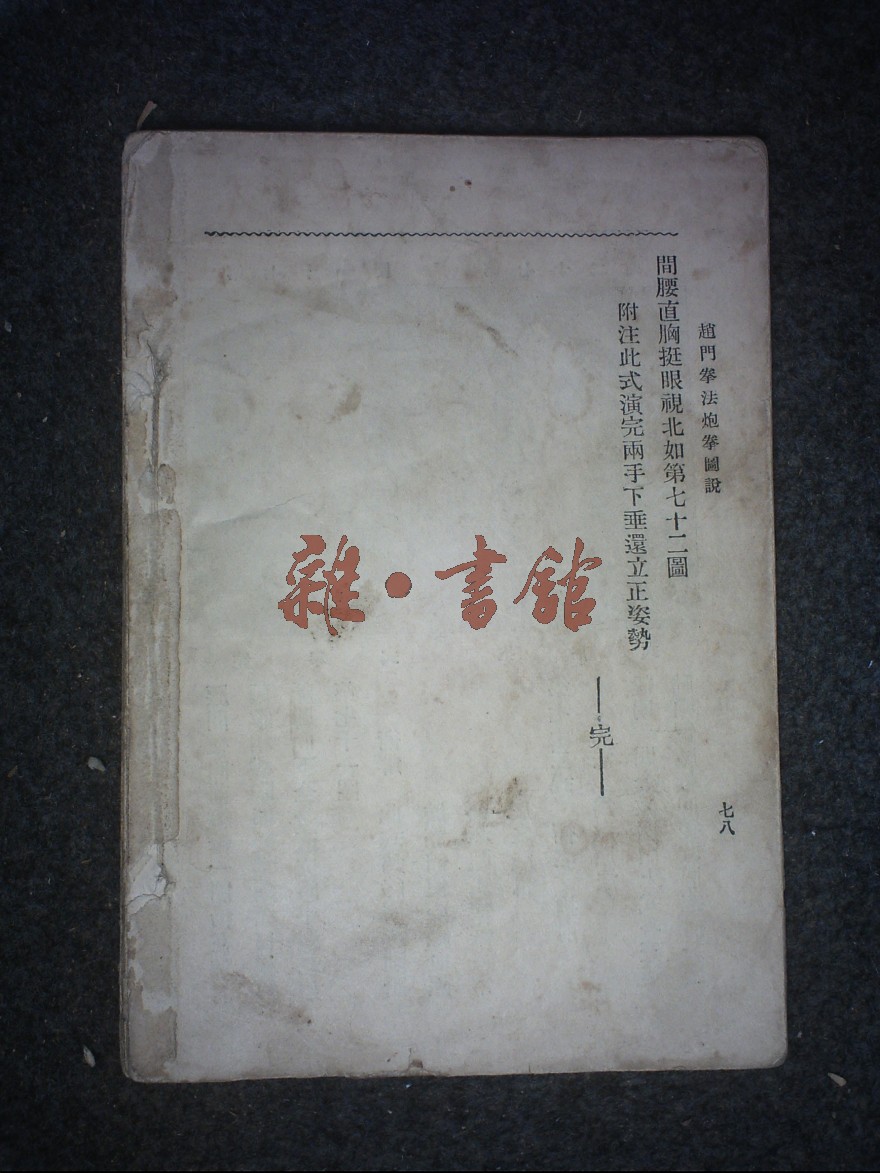 趙門拳法炮拳圖說
七八
間腰直胸挺眼視北如第七十二圖
附注此式演完兩手下垂還立正姿勢
完
雜·書館